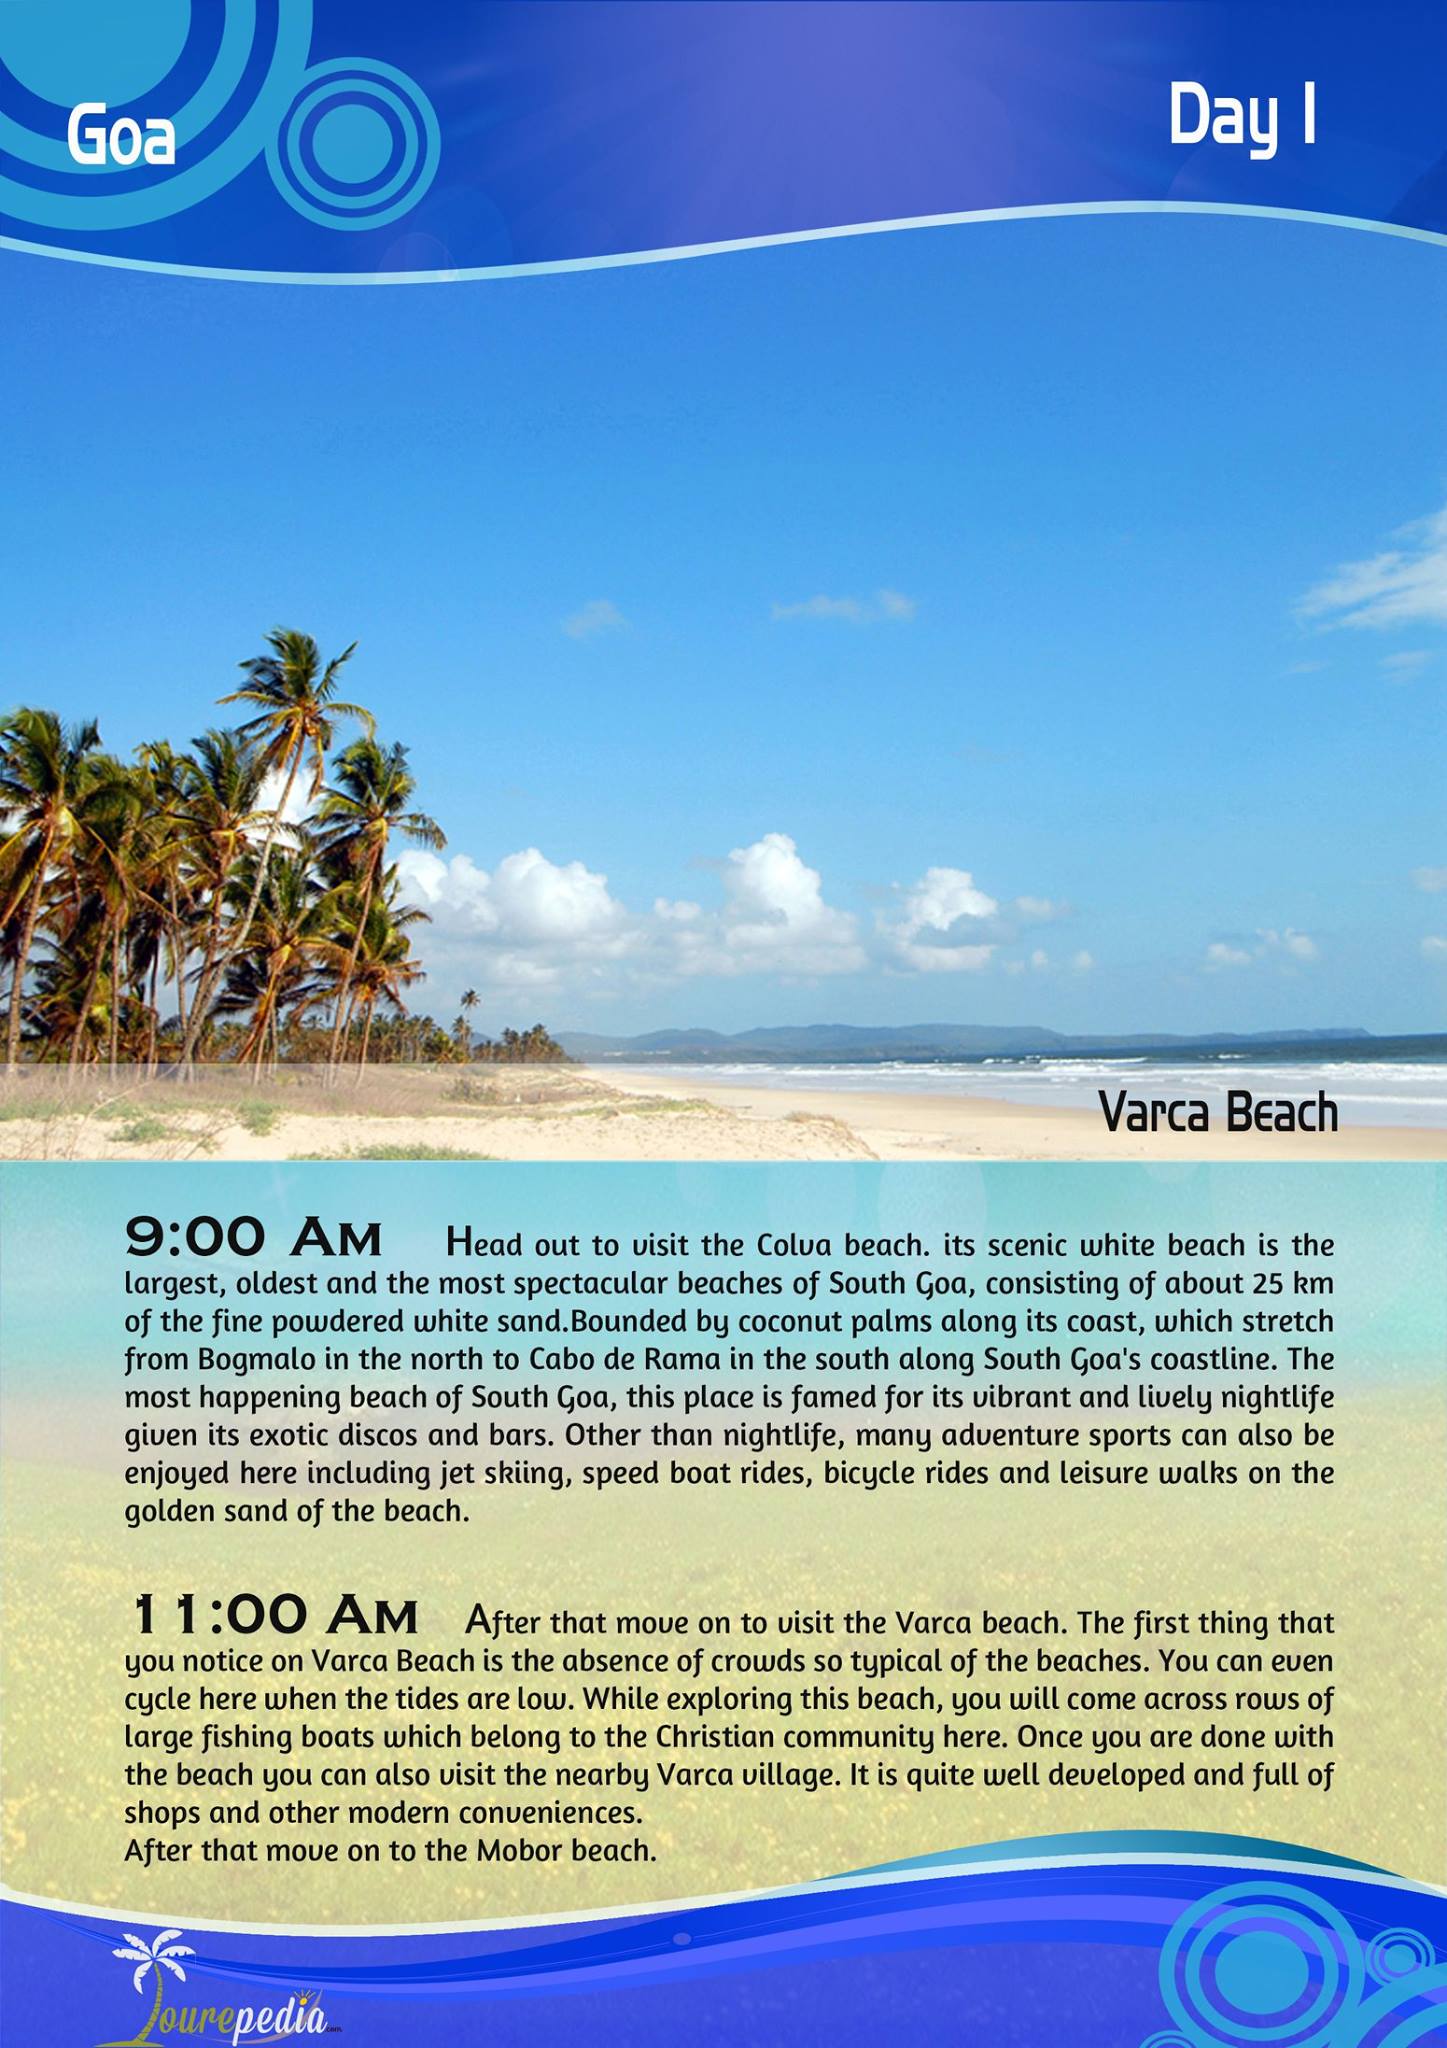 Goa
Day 1
Varca Beach
9:00 Am Head out to visit the Colva beach. its scenic white beach is the
largest, oldest and the most spectacular beaches of South Goa, consisting of about 25 km
of the fine powdered white sand.Bounded by coconut palms along its coast, which stretch
from Bogmalo in the north to Cabo de Rama in the south along South Goa's coastline. The
most happening beach of South Goa, this place is famed for its vibrant and lively nightlife
given its exotic discos and bars. Other than nightlife, many adventure sports can also be
enjoyed here including jet skiing, speed boat rides, bicycle rides and leisure walks on the
golden sand of the beach.
11:00 Am After that move on to visit the Varca beach. The first thing that
you notice on Varca Beach is the absence of crowds so typical of the beaches. You can even
cycle here when the tides are low. While exploring this beach, you will come across rows of
large fishing boats which belong to the Christian community here. Once you are done with
the beach you can also visit the nearby Varca village. It is quite well developed and full of
shops and other modern conveniences.
After that move on to the Mobor beach.
Tourepedia.com